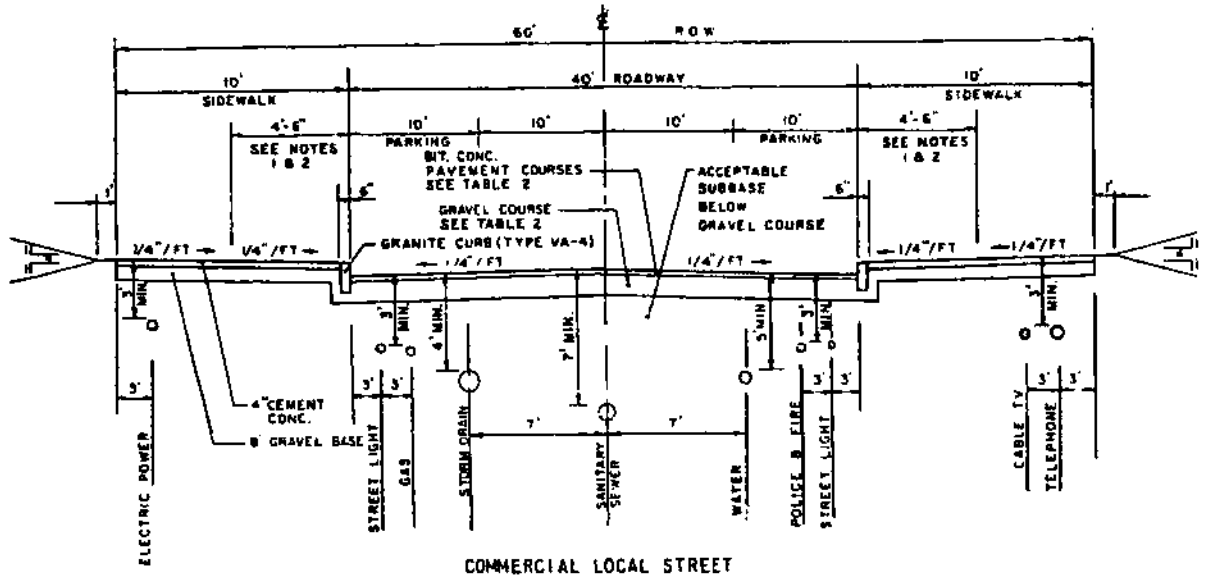 60' R O W
10' 40' ROADWAY 10'
SIDEWALK SIDEWALK
4'-6" 10' 10' 10' 10' 4'-6"
SEE NOTES
1 & 2
PARKING
PARKING
SEE NOTES
1 & 2
BIT. CONC.
PAVEMENT COURSES
SEE TABLE 2
ACCEPTABLE
SUBBASE
BELOW
GRAVEL COURSE
1' 6" 6" 1'
GRAVEL COURSE
SEE TABLE 2
GRANITE CURB (TYPE VA-4)
1/4"/FT 1/4"/FT 1/4"/FT 1/4"/FT 1/4"/FT 1/4"/FT
3' MIN.
3' MIN.
4' MIN.
7' MIN.
5' MIN
3' MIN.
3' MIN.
3' 3' 3' 3' 3' 3' 3'
4" CEMENT
CONC.
8" GRAVEL BASE
7' 7'
ELECTRIC POWER
STREET LIGHT
GAS
STORM DRAIN
SANITARY
SEWER
WATER
POLICE & FIRE
STREET LIGHT
CABLE TV
TELEPHONE
COMMERCIAL LOCAL STREET